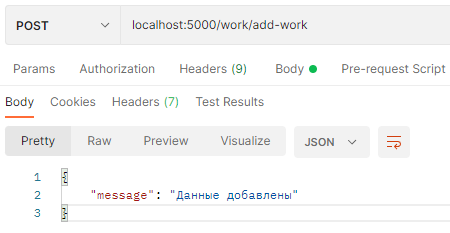 POST localhost:5000/work/add-work
Params Authorization Headers (9) Body Pre-request Script
Body Cookies Headers (7) Test Results
Pretty Raw Preview Visualize JSON
1 {
2 "message": "Данные добавлены"
3 }